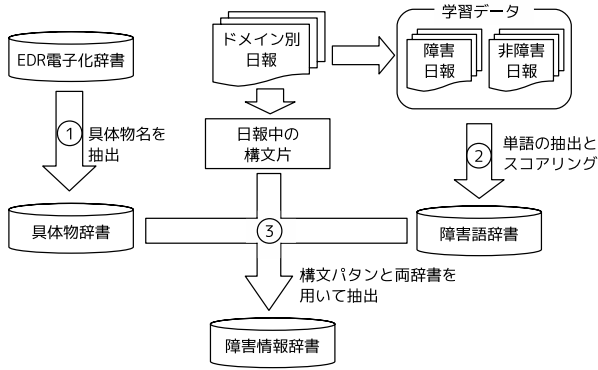 学習データ
ドメイン別
日報
障害
日報
非障害
日報
EDR電子化辞書
1
具体物名を
抽出
日報中の
構文片
2
単語の抽出と
スコアリング
具体物辞書
3
障害語辞書
構文パタンと両辞書を
用いて抽出
障害情報辞書